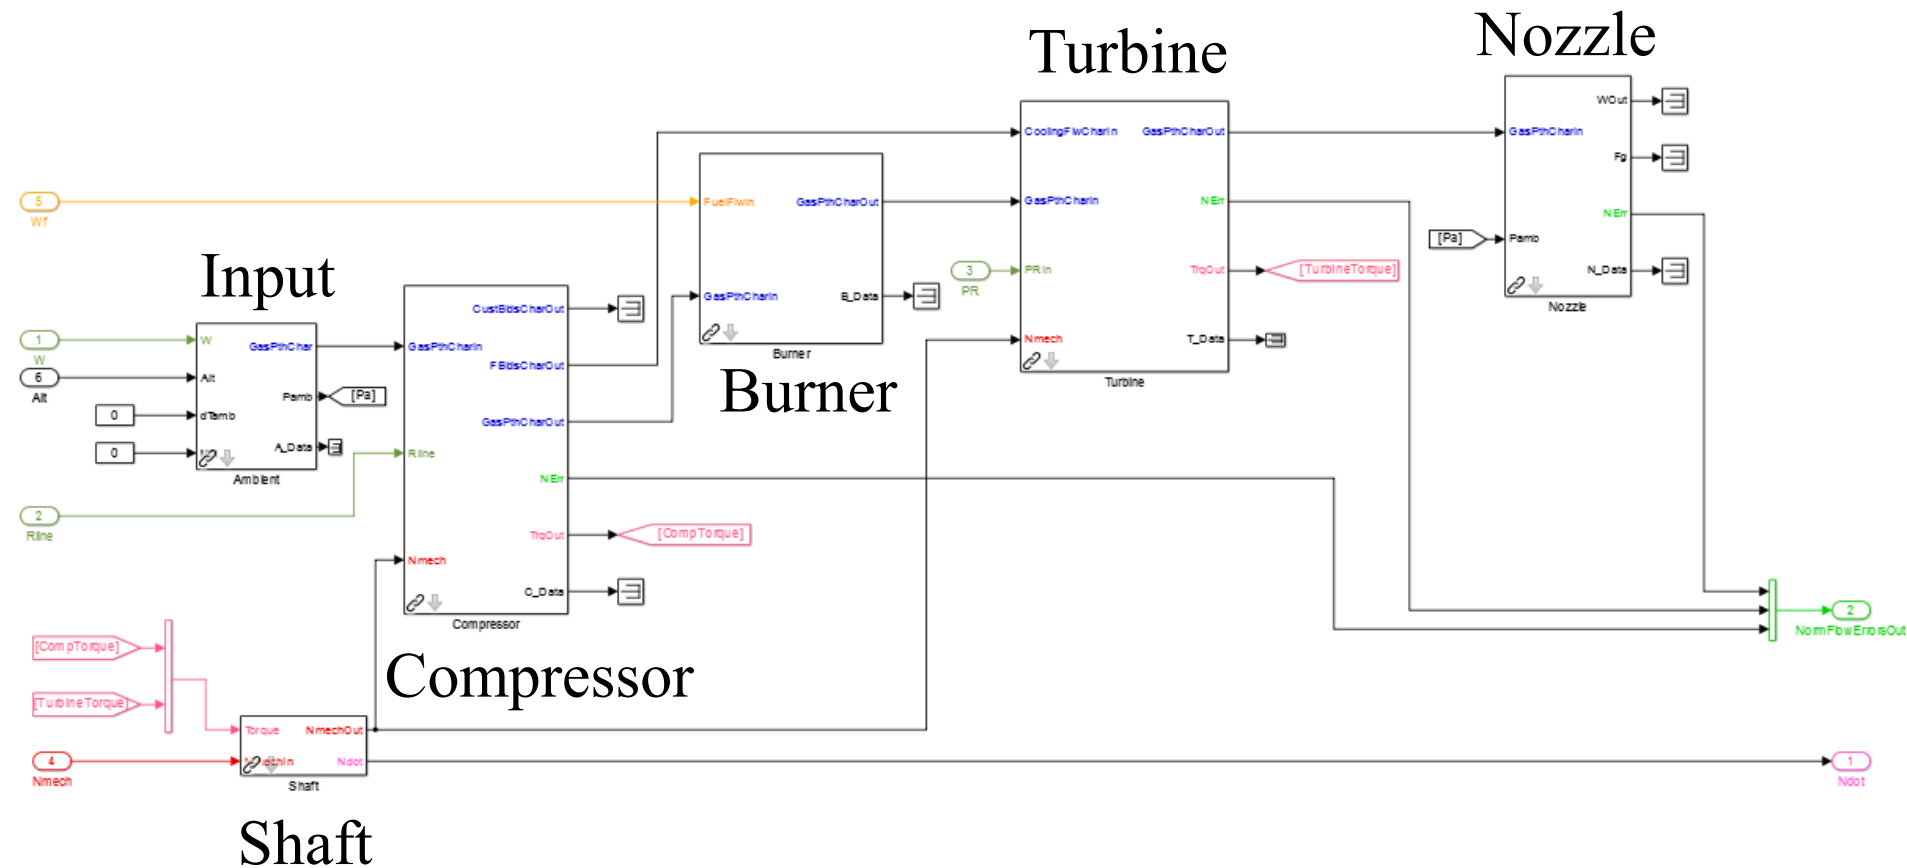 Turbine
Nozzle
WOut
CoolingFlwCharIn
GasPthCharOut
GasPthCharIn
Fg
5
Wf
FuelFlwIn
GasPthCharOut
GasPthCharIn
NErr
NErr
[Pa]
Pamb
Input
3
PR
PRIn
TrqOut
[TurbineTorque]
N_Data
Nozzle
GasPthCharIn
B_Data
CustBldsCharOut
1
W
W
GasPthChar
GasPthCharIn
Nmech
T_Data
Burner
FBldsCharOut
Turbine
6
Alt
Alt
Pamb
[Pa]
Burner
0
dTamb
GasPthCharOut
0
A_Data
Rline
Ambient
NErr
2
Rline
TrqOut
[CompTorque]
Nmech
C_Data
Compressor
2
NormFlowErrorsOut
[CompTorque]
Compressor
[TurbineTorque]
Torque
NmechOut
4
Nmech
Ndot
1
Ndot
Shaft
Shaft